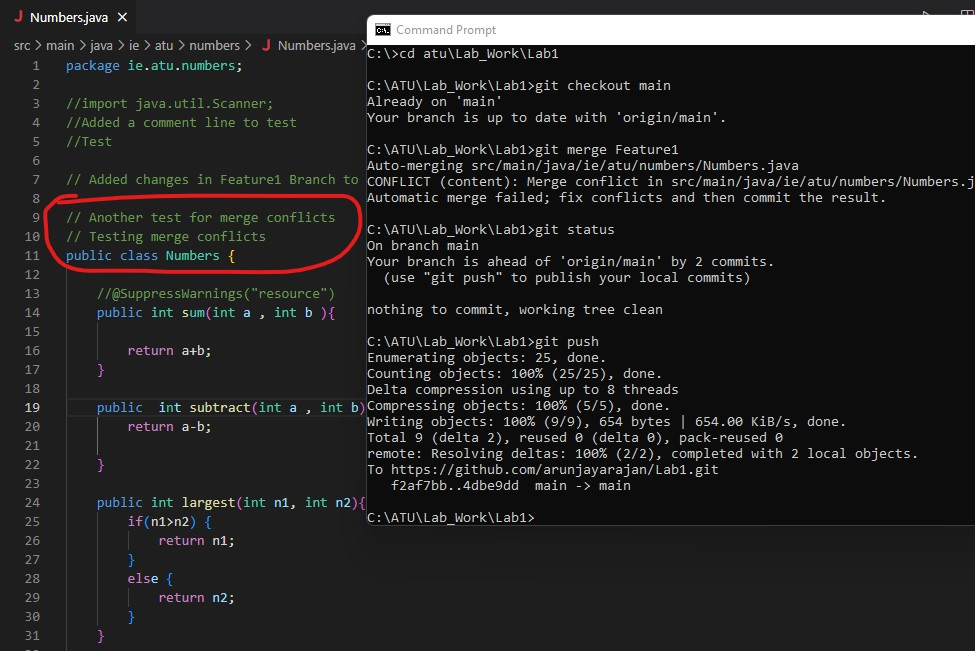 Numbers.java
src > main > java > ie > atu > numbers > Numbers.java >
1 package ie.atu.numbers;
2
3 //import java.util.Scanner;
4 //Added a comment line to test
5 //Test
6
7 // Added changes in Feature1 Branch to
8
9 // Another test for merge conflicts
10 // Testing merge conflicts
11 public class Numbers {
12
13 //@SuppressWarnings("resource")
14 public int sum(int a , int b ){
15
16 return a+b;
17 }
18
19 public  int subtract(int a , int b)
20 return a-b;
21
22 }
23
24 public int largest(int n1, int n2){
25 if(n1>n2) {
26 return n1;
27 }
28 else {
29 return n2;
30 }
31 }
Command Prompt
C:\>cd atu\Lab_Work\Lab1
C:\ATU\Lab_Work\Lab1>git checkout main
Already on 'main'
Your branch is up to date with 'origin/main'.
C:\ATU\Lab_Work\Lab1>git merge Feature1
Auto-merging src/main/java/ie/atu/numbers/Numbers.java
CONFLICT (content): Merge conflict in src/main/java/ie/atu/numbers/Numbers.j
Automatic merge failed; fix conflicts and then commit the result.
C:\ATU\Lab_Work\Lab1>git status
On branch main
Your branch is ahead of 'origin/main' by 2 commits.
(use "git push" to publish your local commits)
nothing to commit, working tree clean
C:\ATU\Lab_Work\Lab1>git push
Enumerating objects: 25, done.
Counting objects: 100% (25/25), done.
Delta compression using up to 8 threads
Compressing objects: 100% (5/5), done.
Writing objects: 100% (9/9), 654 bytes | 654.00 KiB/s, done.
Total 9 (delta 2), reused 0 (delta 0), pack-reused 0
remote: Resolving deltas: 100% (2/2), completed with 2 local objects.
To https://github.com/arunjayarajan/Lab1.git
f2af7bb..4dbe9dd  main -> main
C:\ATU\Lab_Work\Lab1>